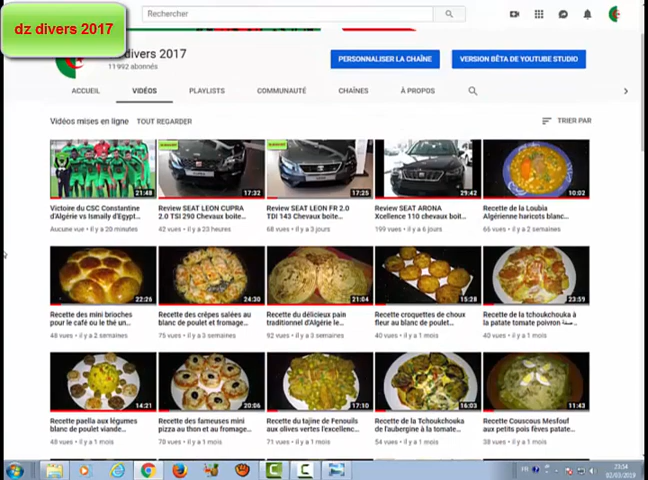 dz divers 2017
Rechercher
divers 2017
11 992 abonnés
PERSONNALISER LA CHAÎNE
VERSION BÊTA DE YOUTUBE STUDIO
ACCUEIL
VIDÉOS
PLAYLISTS
COMMUNAUTÉ
CHAÎNES
À PROPOS
Vidéos mises en ligne
TOUT REGARDER
TRIER PAR
21:48
17:32
17:25
29:42
10:02
Victoire du CSC Constantine
d'Algérie vs Ismaily d'Egypt...
Aucune vue • il y a 20 minutes
Review SEAT LEON CUPRA
2.0 TSI 290 Chevaux boite...
42 vues • il y a 23 heures
Review SEAT LEON FR 2.0
TDI 143 Chevaux boite...
68 vues • il y a 3 jours
Review SEAT ARONA
Xcellence 110 chevaux boit...
199 vues • il y a 6 jours
Recette de la Loubia
Algérienne haricots blanc...
66 vues • il y a 2 semaines
22:26
24:30
21:04
15:28
23:59
Recette des mini brioches
pour le café ou le thé un...
48 vues • il y a 2 semaines
Recette des crêpes salées au
blanc de poulet et fromage...
75 vues • il y a 3 semaines
Recette du délicieux pain
traditionnel d'Algérie le...
92 vues • il y a 3 semaines
Recette croquettes de choux
fleur au blanc de poulet...
40 vues • il y a 1 mois
Recette de la tchoukchouka à
la patate tomate poivron
40 vues • il y a 1 mois
14:21
20:06
17:10
16:03
11:43
Recette paella aux légumes
blanc de poulet viande...
48 vues • il y a 1 mois
Recette des fameuses mini
pizza au thon et au fromage...
78 vues • il y a 1 mois
Recette du tajine de Fenouils
aux olives vertes l'excellenc...
71 vues • il y a 1 mois
Recette de la Tchoukchouka
de l'aubergine à la tomate...
54 vues • il y a 1 mois
Recette Couscous Mesfouf
aux petits pois fèves patate...
38 vues • il y a 1 mois
FR
23:54
02/03/2019